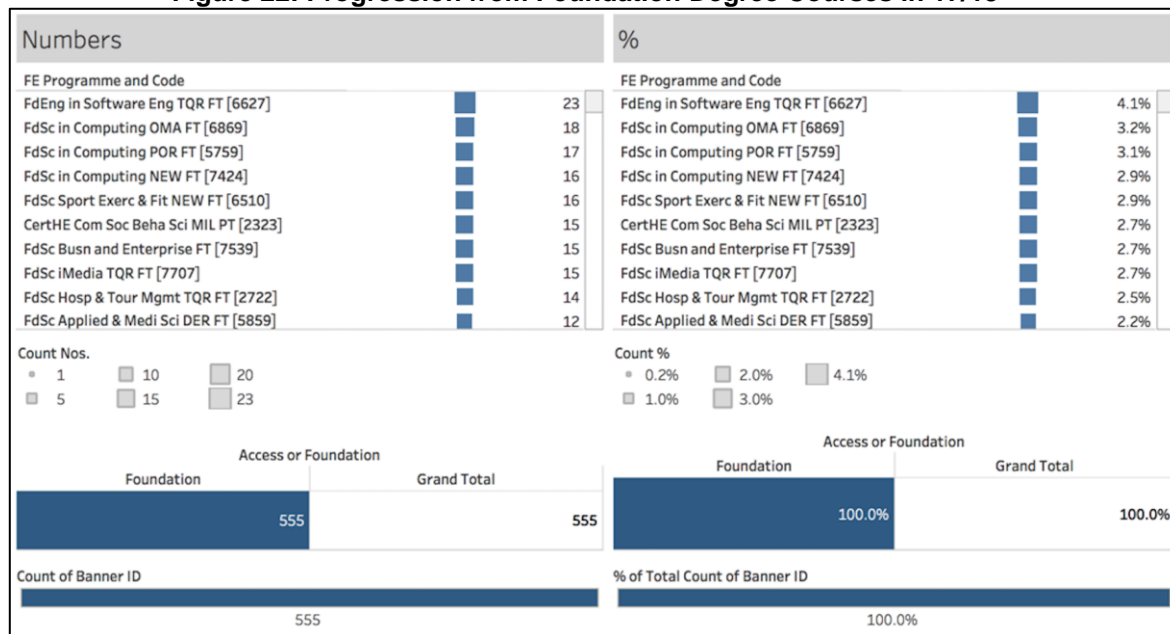 Numbers
FE Programme and Code
FdEng in Software Eng TQR FT [6627] 23
FdSc in Computing OMA FT [6869] 18
FdSc in Computing POR FT [5759] 17
FdSc in Computing NEW FT [7424] 16
FdSc Sport Exerc & Fit NEW FT [6510] 16
CertHE Com Soc Beha Sci MIL PT [2323] 15
FdSc Busn and Enterprise FT [7539] 15
FdSc iMedia TQR FT [7707] 15
FdSc Hosp & Tour Mgmt TQR FT [2722] 14
FdSc Applied & Medi Sci DER FT [5859] 12
Count Nos.
1 10 20
5 15 23
Access or Foundation
Foundation Grand Total
555 555
Count of Banner ID
555
%
FE Programme and Code
FdEng in Software Eng TQR FT [6627] 4.1%
FdSc in Computing OMA FT [6869] 3.2%
FdSc in Computing POR FT [5759] 3.1%
FdSc in Computing NEW FT [7424] 2.9%
FdSc Sport Exerc & Fit NEW FT [6510] 2.9%
CertHE Com Soc Beha Sci MIL PT [2323] 2.7%
FdSc Busn and Enterprise FT [7539] 2.7%
FdSc iMedia TQR FT [7707] 2.7%
FdSc Hosp & Tour Mgmt TQR FT [2722] 2.5%
FdSc Applied & Medi Sci DER FT [5859] 2.2%
Count %
0.2% 2.0% 4.1%
1.0% 3.0%
Access or Foundation
Foundation Grand Total
100.0% 100.0%
% of Total Count of Banner ID
100.0%